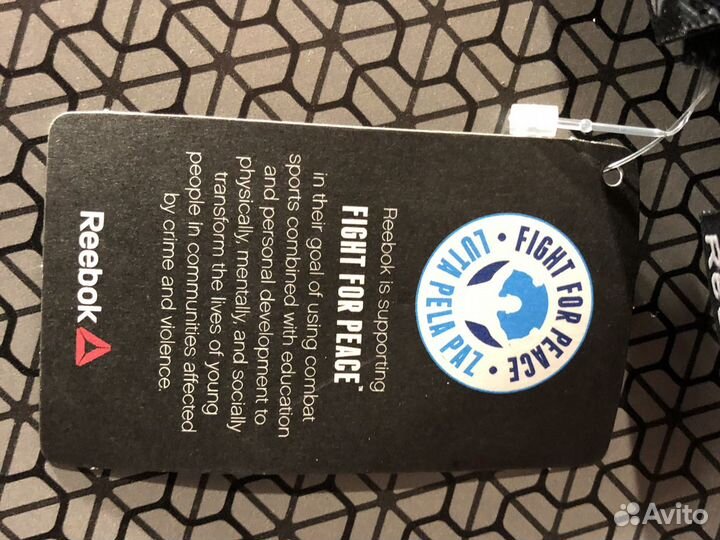 • FIGHT FOR PEACE •
LUTA PELA PAZ
Reebok is supporting
FIGHT FOR PEACE™
in their goal of using combat
sports combined with education
and personal development to
physically, mentally, and socially
transform the lives of young
people in communities affected
by crime and violence.
Reebok
Avito